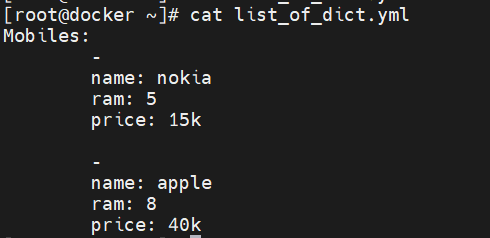 [root@docker ~]# cat list_of_dict.yml
Mobiles:
        -
        name: nokia
        ram: 5
        price: 15k

        -
        name: apple
        ram: 8
        price: 40k